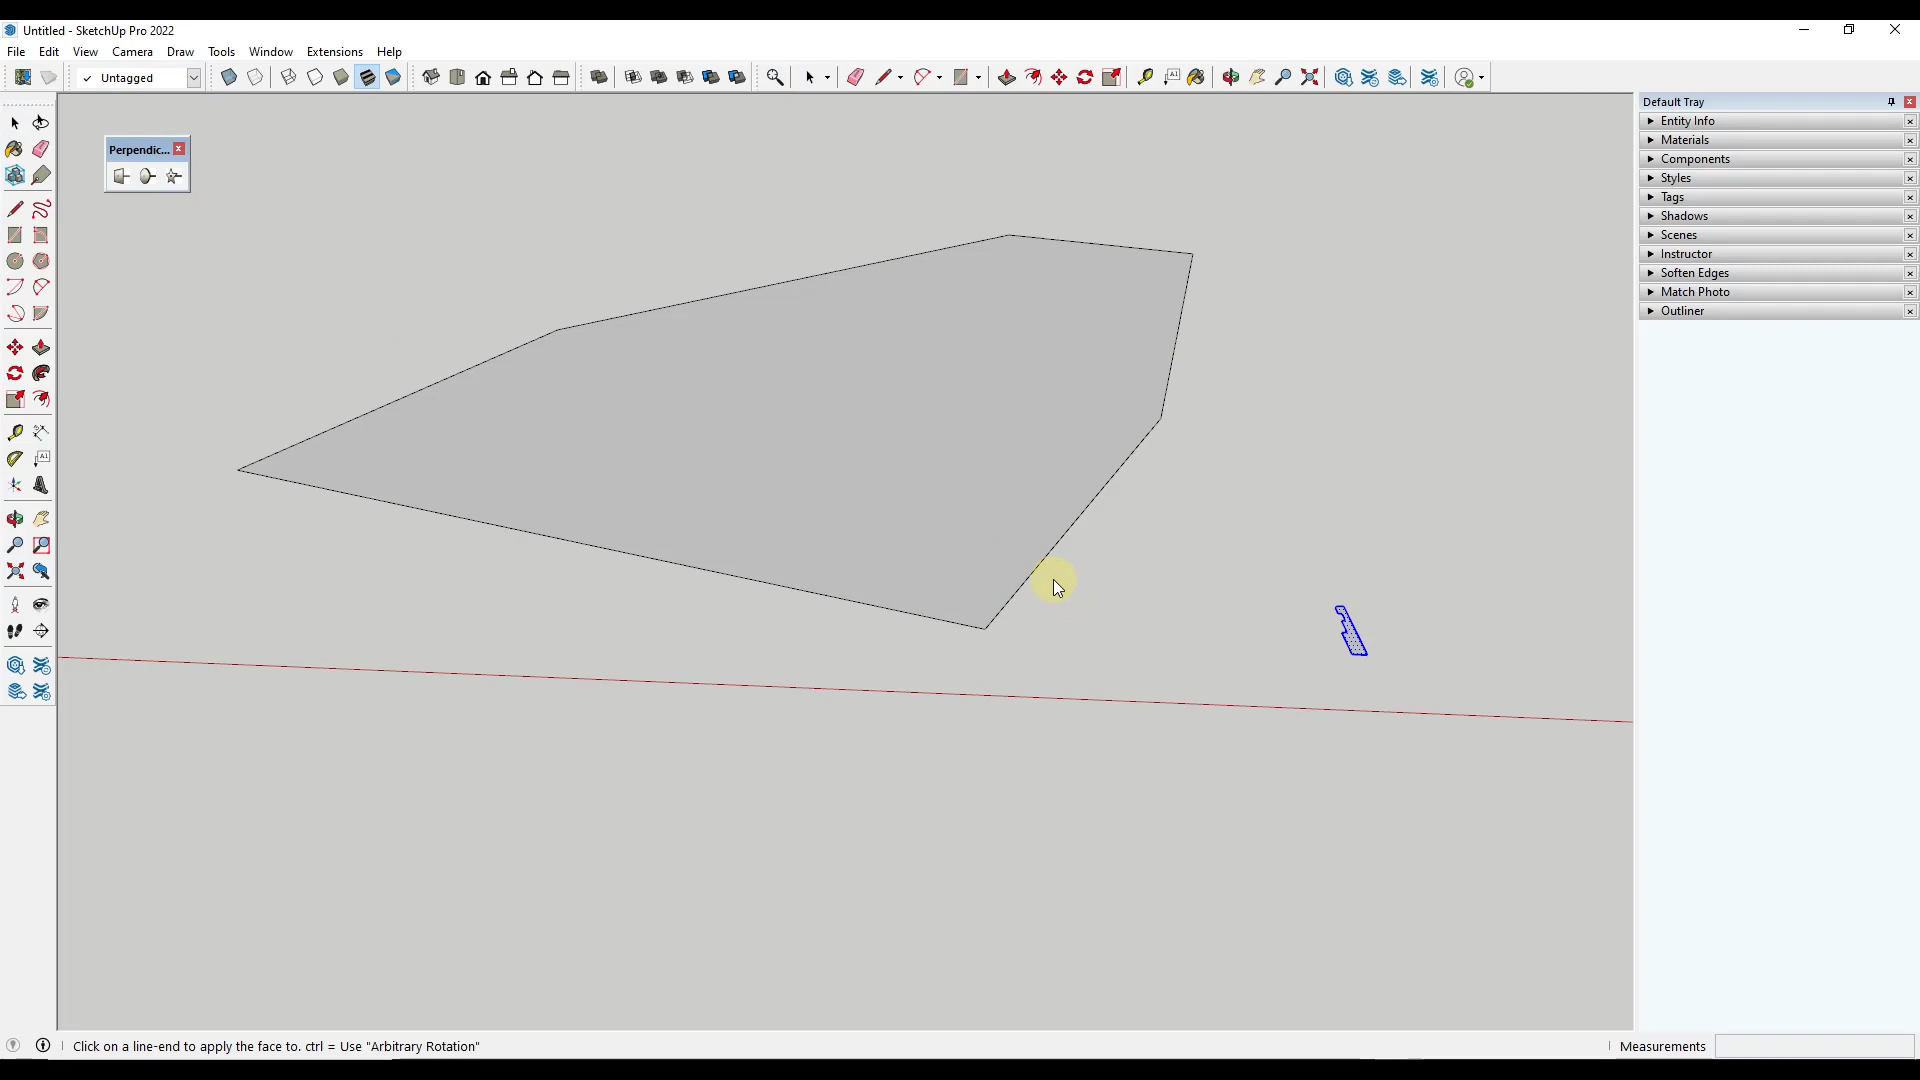 Untitled - SketchUp Pro 2022
File Edit View Camera Draw Tools Window Extensions Help
Untagged
Default Tray
Entity Info
Materials
Components
Styles
Tags
Shadows
Scenes
Instructor
Soften Edges
Match Photo
Outliner
Perpendic...
Click on a line-end to apply the face to. ctrl = Use "Arbitrary Rotation"
Measurements